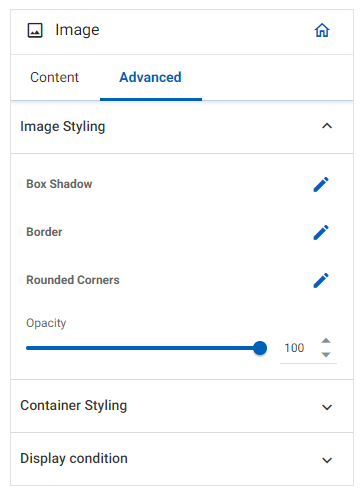 Image
Content Advanced
Image Styling
Box Shadow
Border
Rounded Corners
Opacity
100
Container Styling
Display condition